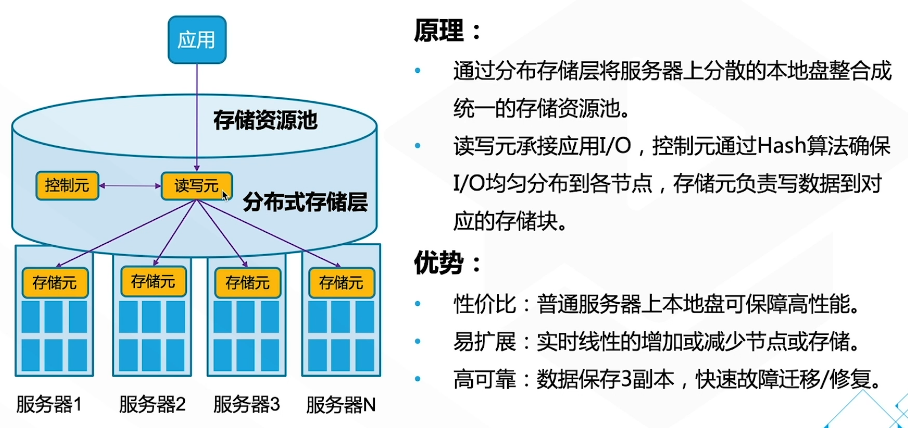 应用
存储资源池
控制元
读写元
分布式存储层
存储元
存储元
存储元
存储元
服务器1
服务器2
服务器3
服务器N
原理：
• 通过分布存储层将服务器上分散的本地盘整合成
统一的存储资源池。
• 读写元承接应用I/O，控制元通过Hash算法确保
I/O均匀分布到各节点，存储元负责写数据到对
应的存储块。
优势：
• 性价比：普通服务器上本地盘可保障高性能。
• 易扩展：实时线性的增加或减少节点或存储。
• 高可靠：数据保存3副本，快速故障迁移/修复。